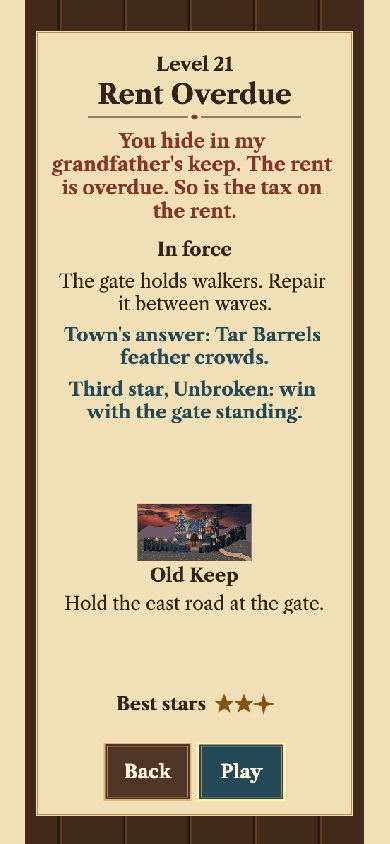 Level 21
Rent Overdue
You hide in my
grandfather's keep. The rent
is overdue. So is the tax on
the rent.
In force
The gate holds walkers. Repair
it between waves.
Town's answer: Tar Barrels
feather crowds.
Third star, Unbroken: win
with the gate standing.
Old Keep
Hold the east road at the gate.
Best stars
Back
Play